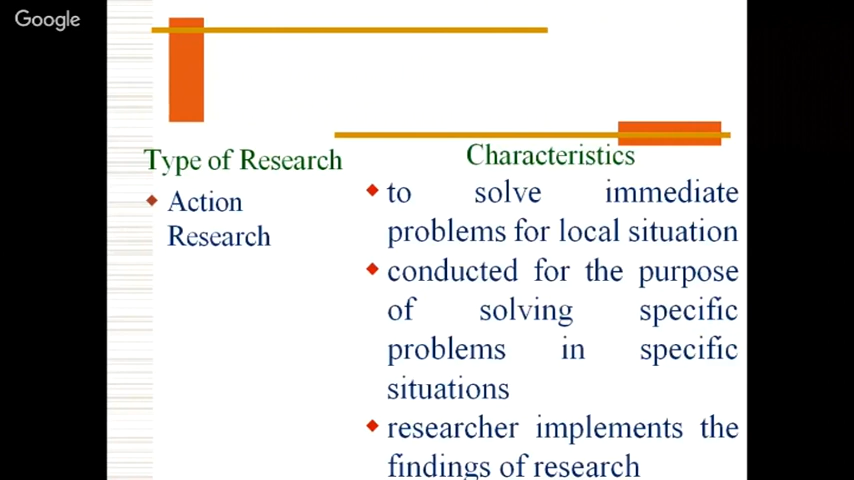 Google
Type of Research
Action
Research
Characteristics
to solve immediate
problems for local situation
conducted for the purpose
of solving specific
problems in specific
situations
researcher implements the
findings of research